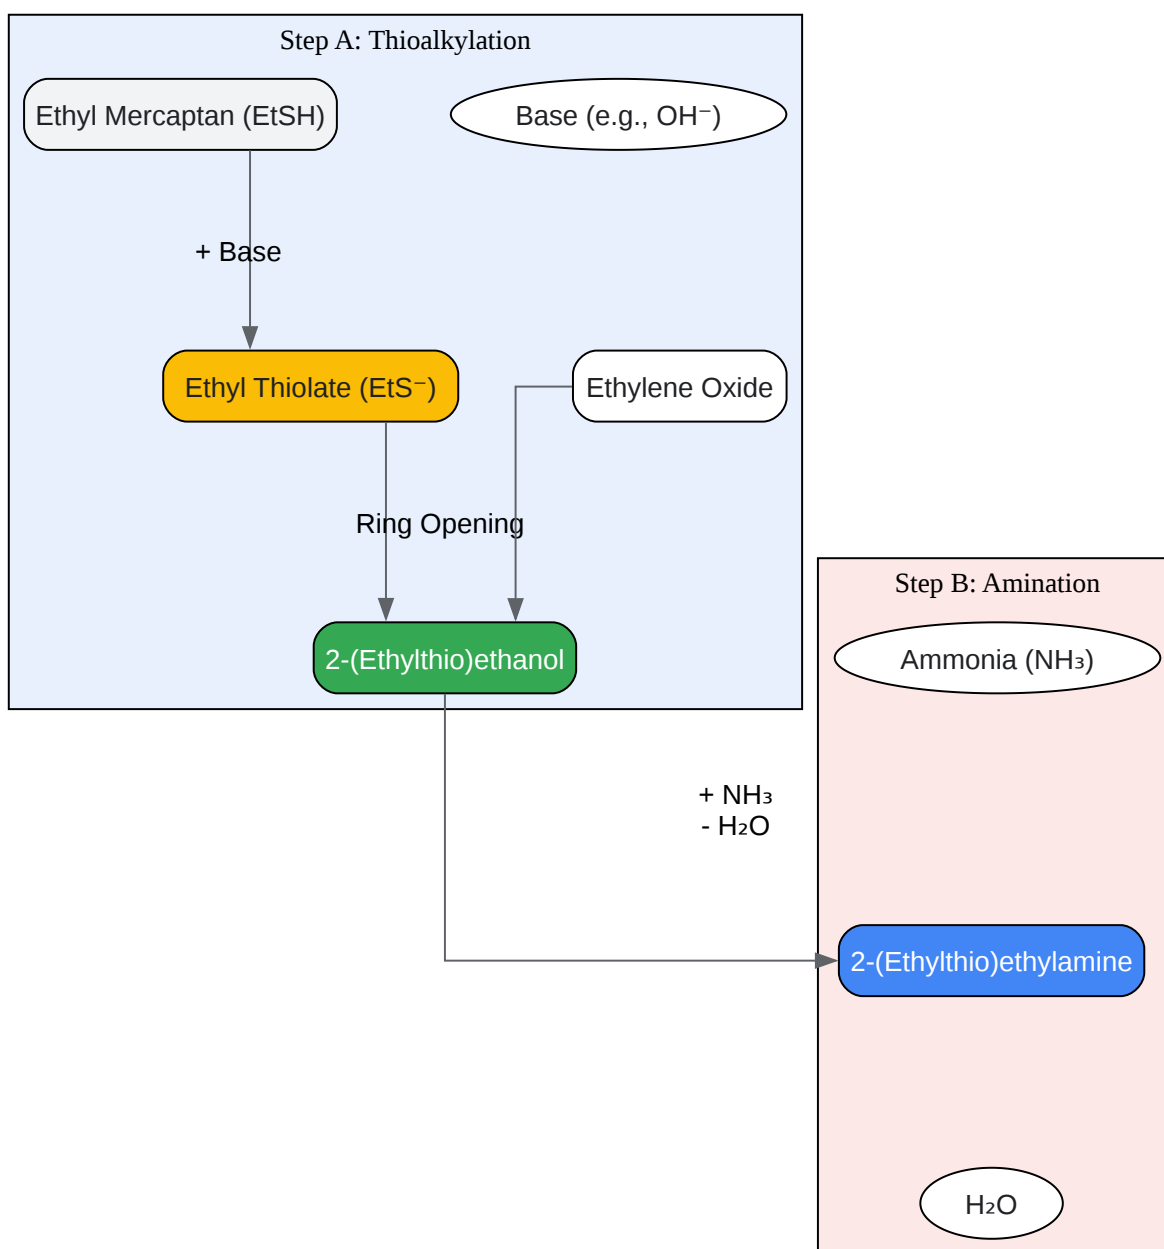 Step A: Thioalkylation
Ethyl Mercaptan (EtSH)
Base (e.g., OH⁻)
+ Base
Ethyl Thiolate (EtS⁻)
Ethylene Oxide
Ring Opening
2-(Ethylthio)ethanol
Step B: Amination
Ammonia (NH₃)
+ NH₃
- H₂O
2-(Ethylthio)ethylamine
H₂O